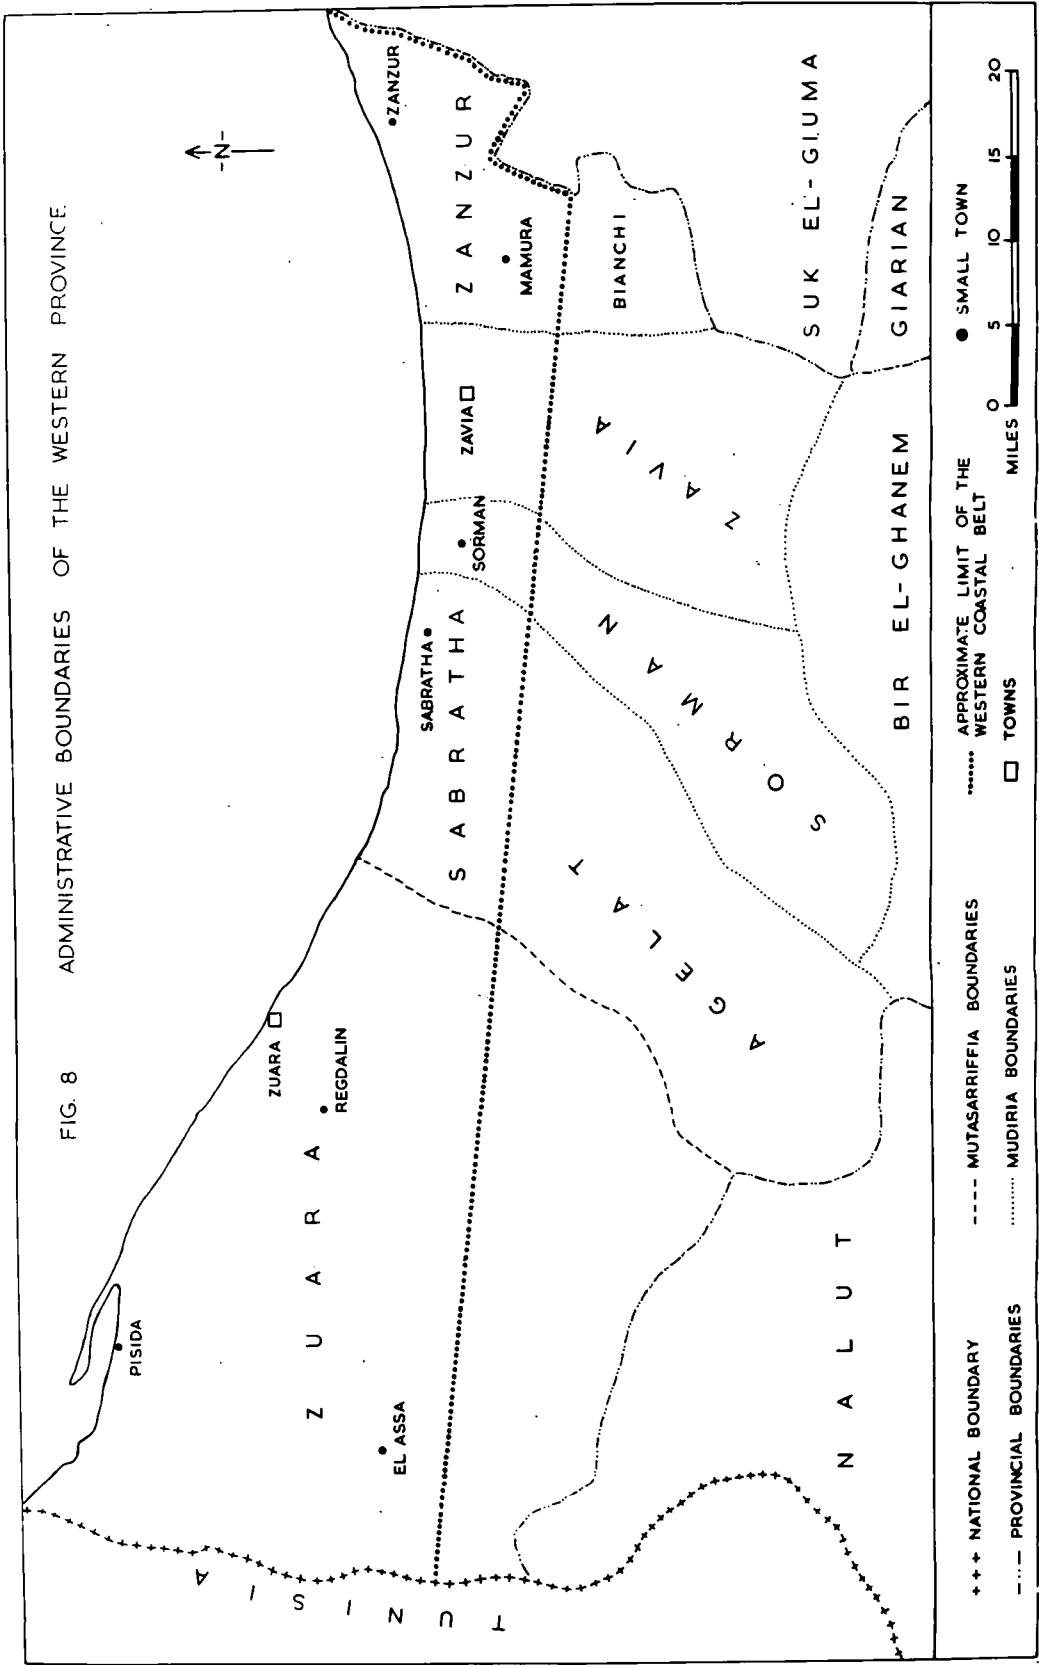 FIG. 8 ADMINISTRATIVE BOUNDARIES OF THE WESTERN PROVINCE.
-N-
TUNISIA
PISIDA
EL ASSA
ZUARA
ZUARA
REGDALIN
SABRATHA
SABRATHA
SORMAN
ZAVIA
ZANZUR
ZANZUR
MAMURA
BIANCHI
NALUT
AGELAT
SORMAN
ZAVIA
BIR EL-GHANEM
SUK EL-GIUMA
GIARIAN
+++ NATIONAL BOUNDARY
---- MUTASARRIFFIA BOUNDARIES
APPROXIMATE LIMIT OF THE
WESTERN COASTAL BELT
SMALL TOWN
PROVINCIAL BOUNDARIES
MUDIRIA BOUNDARIES
TOWNS
MILES 0 5 10 15 20